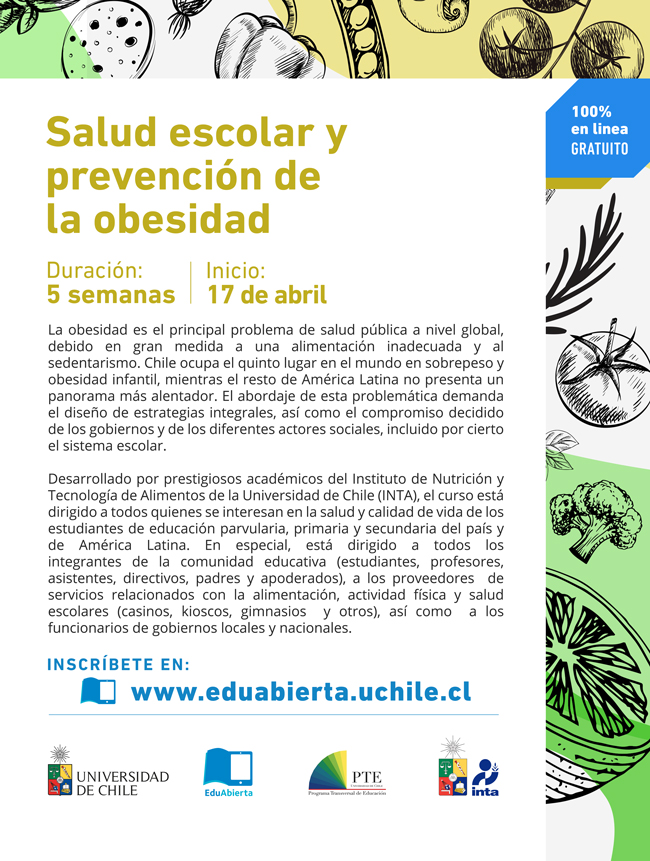 100%
en linea
GRATUITO
Salud escolar y
prevención de
la obesidad
Duración:
5 semanas
Inicio:
17 de abril
La obesidad es el principal problema de salud pública a nivel global,
debido en gran medida a una alimentación inadecuada y al
sedentarismo. Chile ocupa el quinto lugar en el mundo en sobrepeso y
obesidad infantil, mientras el resto de América Latina no presenta un
panorama más alentador. El abordaje de esta problemática demanda
el diseño de estrategias integrales, así como el compromiso decidido
de los gobiernos y de los diferentes actores sociales, incluido por cierto
el sistema escolar.
Desarrollado por prestigiosos académicos del Instituto de Nutrición y
Tecnología de Alimentos de la Universidad de Chile (INTA), el curso está
dirigido a todos quienes se interesan en la salud y calidad de vida de los
estudiantes de educación parvularia, primaria y secundaria del país y
de América Latina. En especial, está dirigido a todos los
integrantes de la comunidad educativa (estudiantes, profesores,
asistentes, directivos, padres y apoderados), a los proveedores de
servicios relacionados con la alimentación, actividad física y salud
escolares (casinos, kioscos, gimnasios y otros), así como a los
funcionarios de gobiernos locales y nacionales.
INSCRÍBETE EN:
www.eduabierta.uchile.cl
UNIVERSIDAD
DE CHILE
EduAbierta
PTE
Universidad de Chile
Programa Transversal de Educación
inta